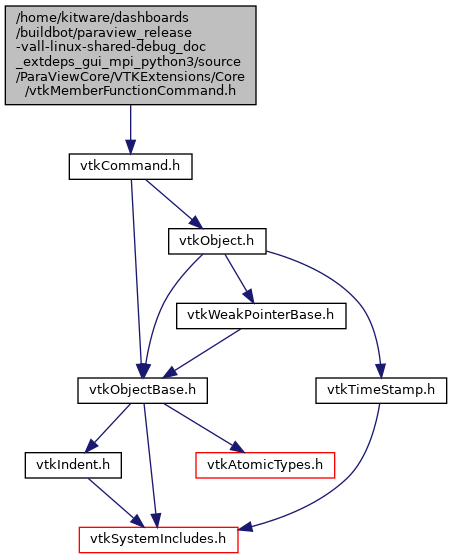 /home/kitware/dashboards
/buildbot/paraview_release
-vall-linux-shared-debug_doc
_extdeps_gui_mpi_python3/source
/ParaViewCore/VTKExtensions/Core
/vtkMemberFunctionCommand.h
vtkCommand.h
vtkObject.h
vtkWeakPointerBase.h
vtkObjectBase.h
vtkTimeStamp.h
vtkIndent.h
vtkAtomicTypes.h
vtkSystemIncludes.h